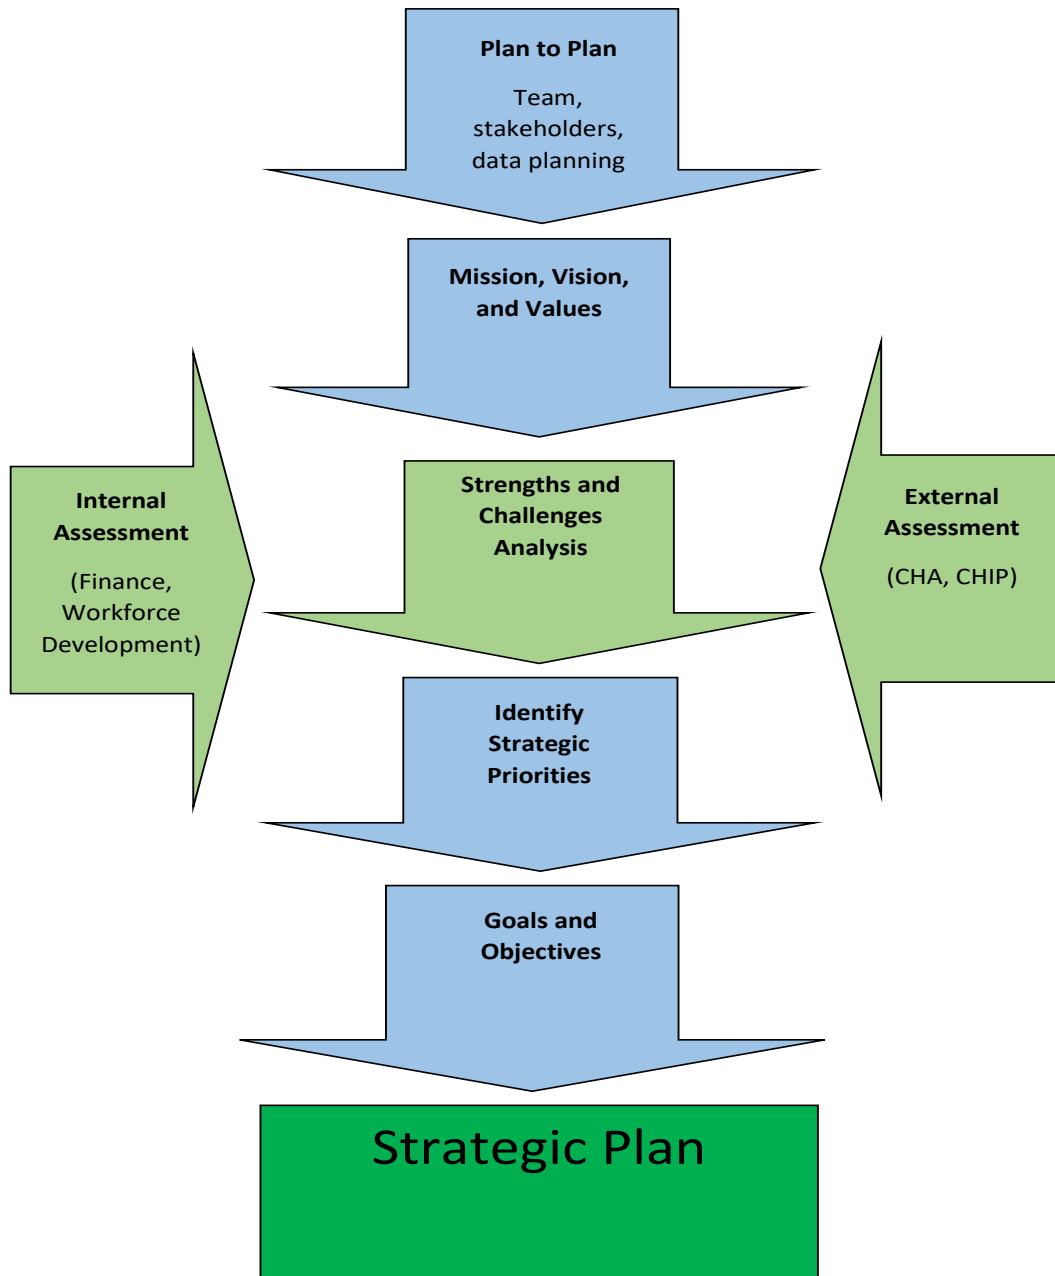 Plan to Plan
Team,
stakeholders,
data planning
Mission, Vision,
and Values
Internal
Assessment
(Finance,
Workforce
Development)
Strengths and
Challenges
Analysis
External
Assessment
(CHA, CHIP)
Identify
Strategic
Priorities
Goals and
Objectives
Strategic Plan